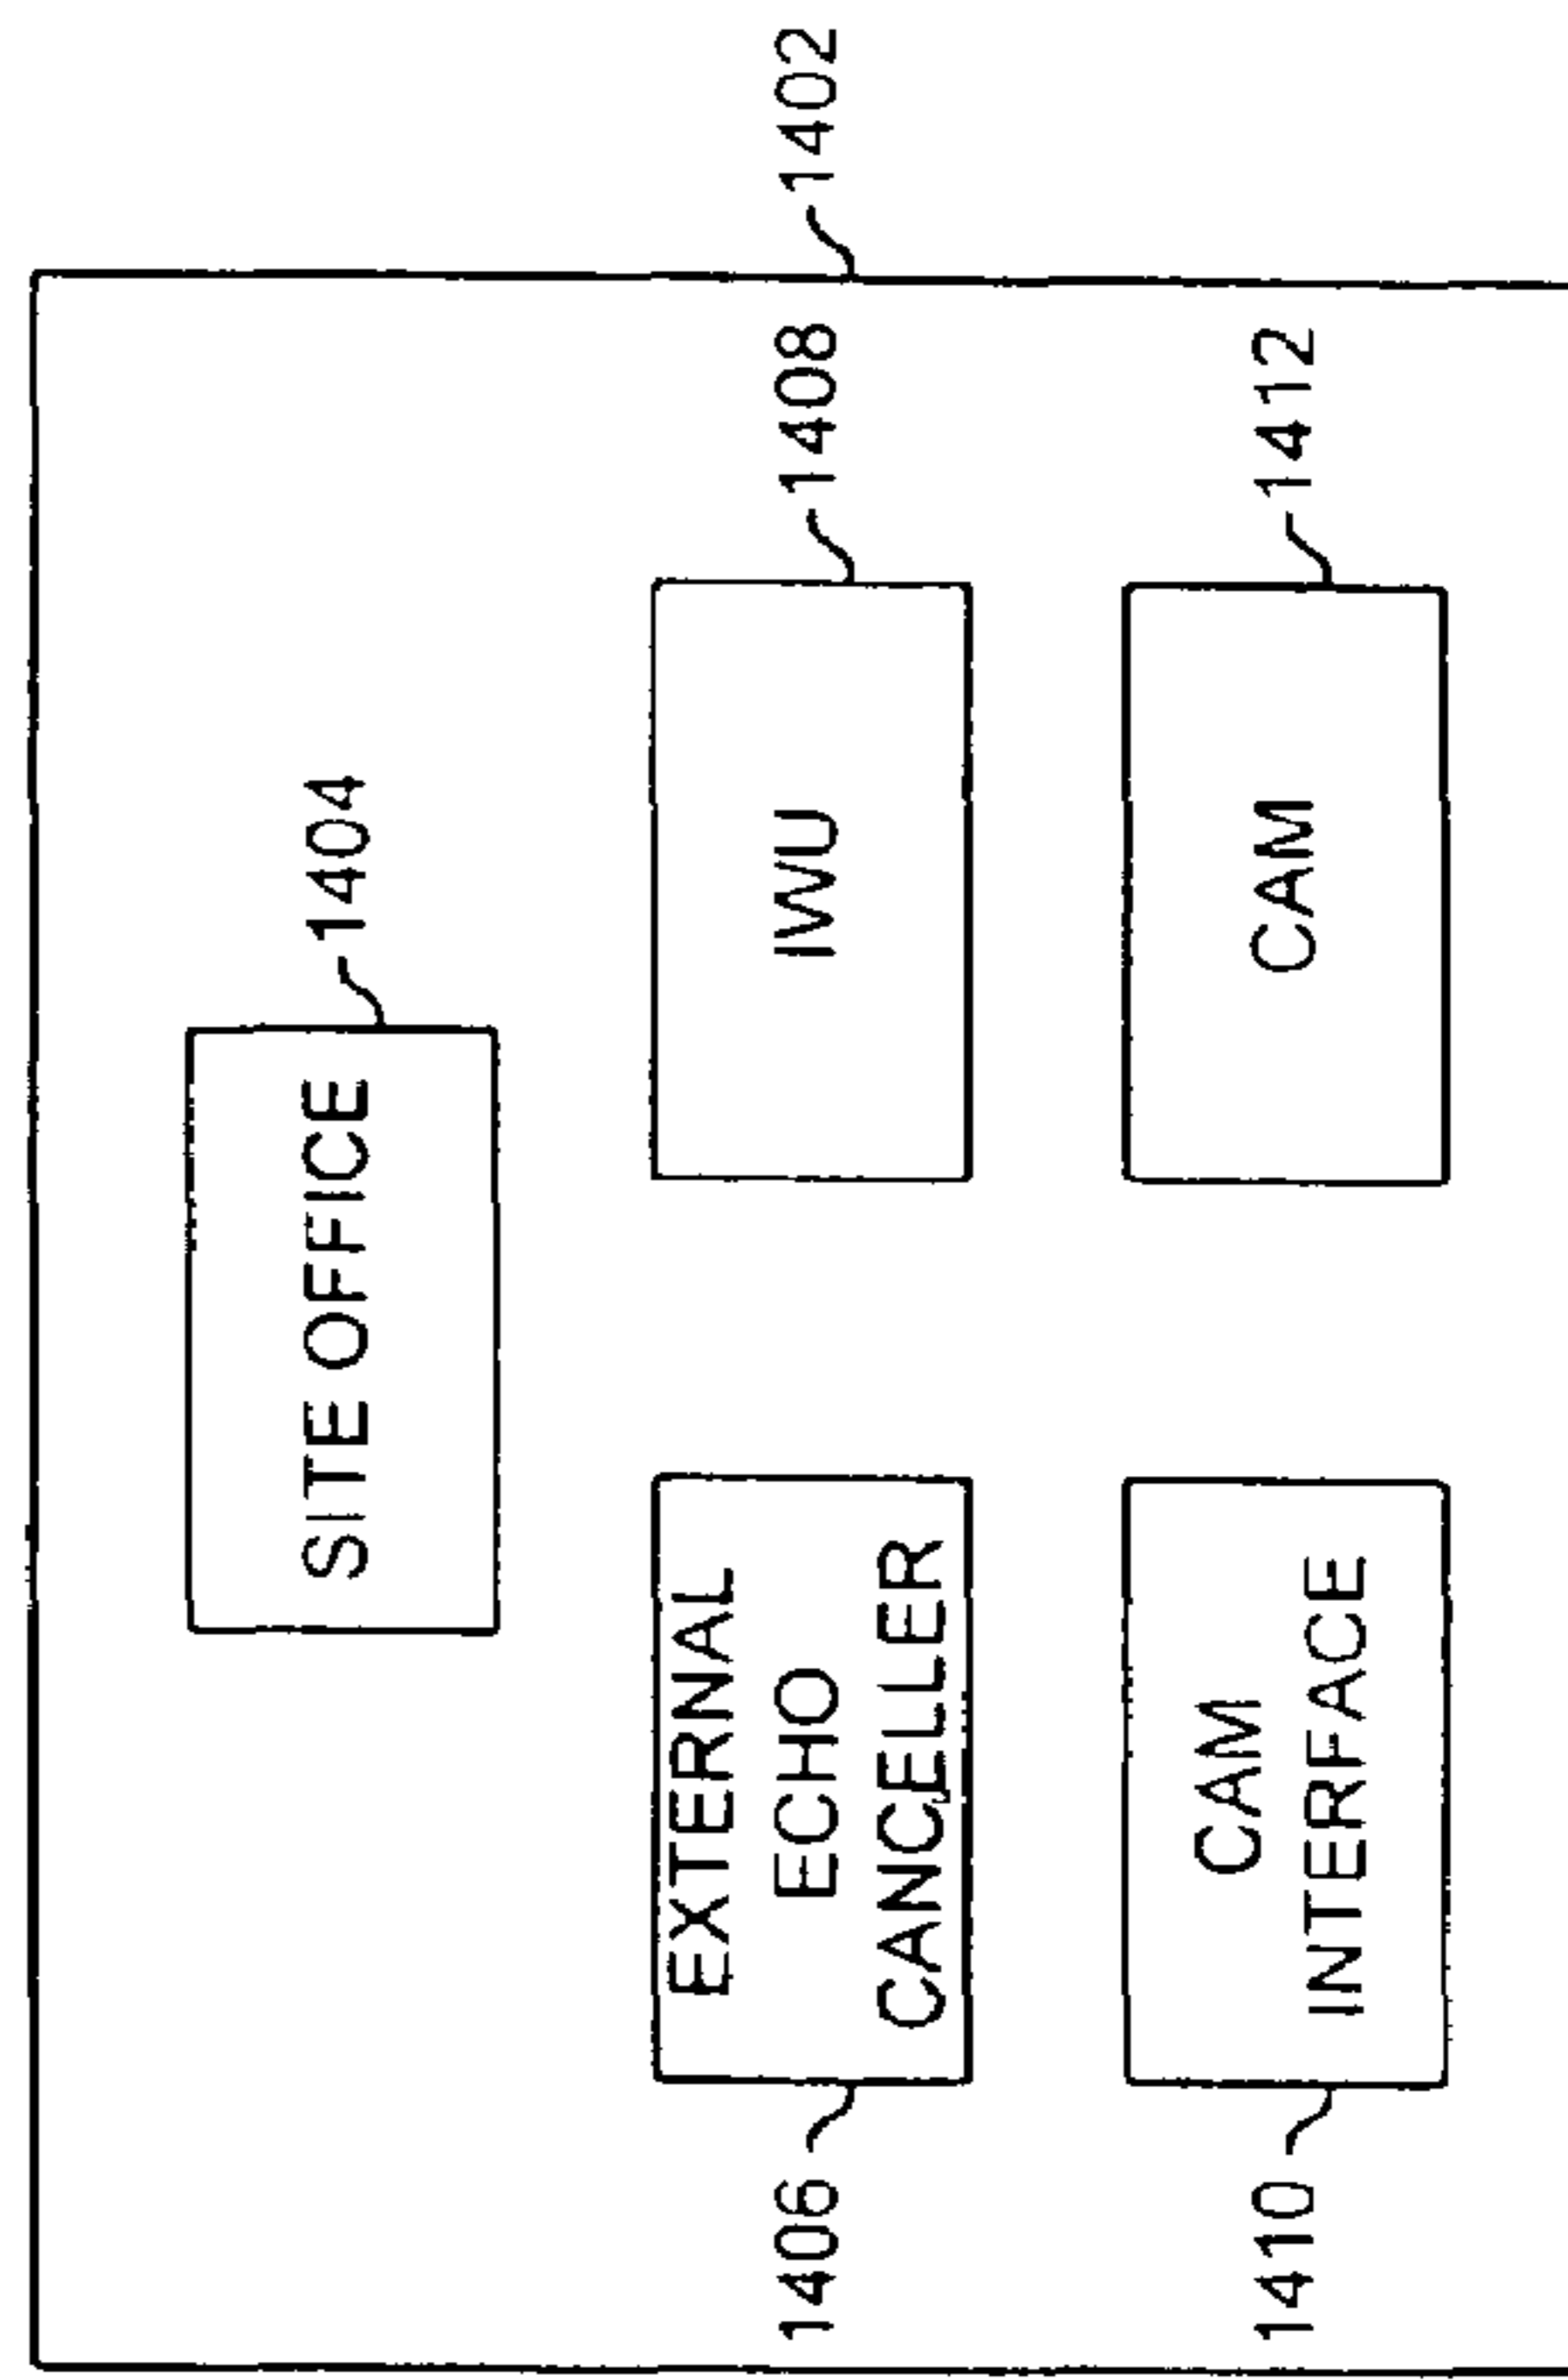 SITE OFFICE
1404
EXTERNAL
ECHO
CANCELLER
1406
IWU
1408
1402
CAM
INTERFACE
1410
CAM
1412